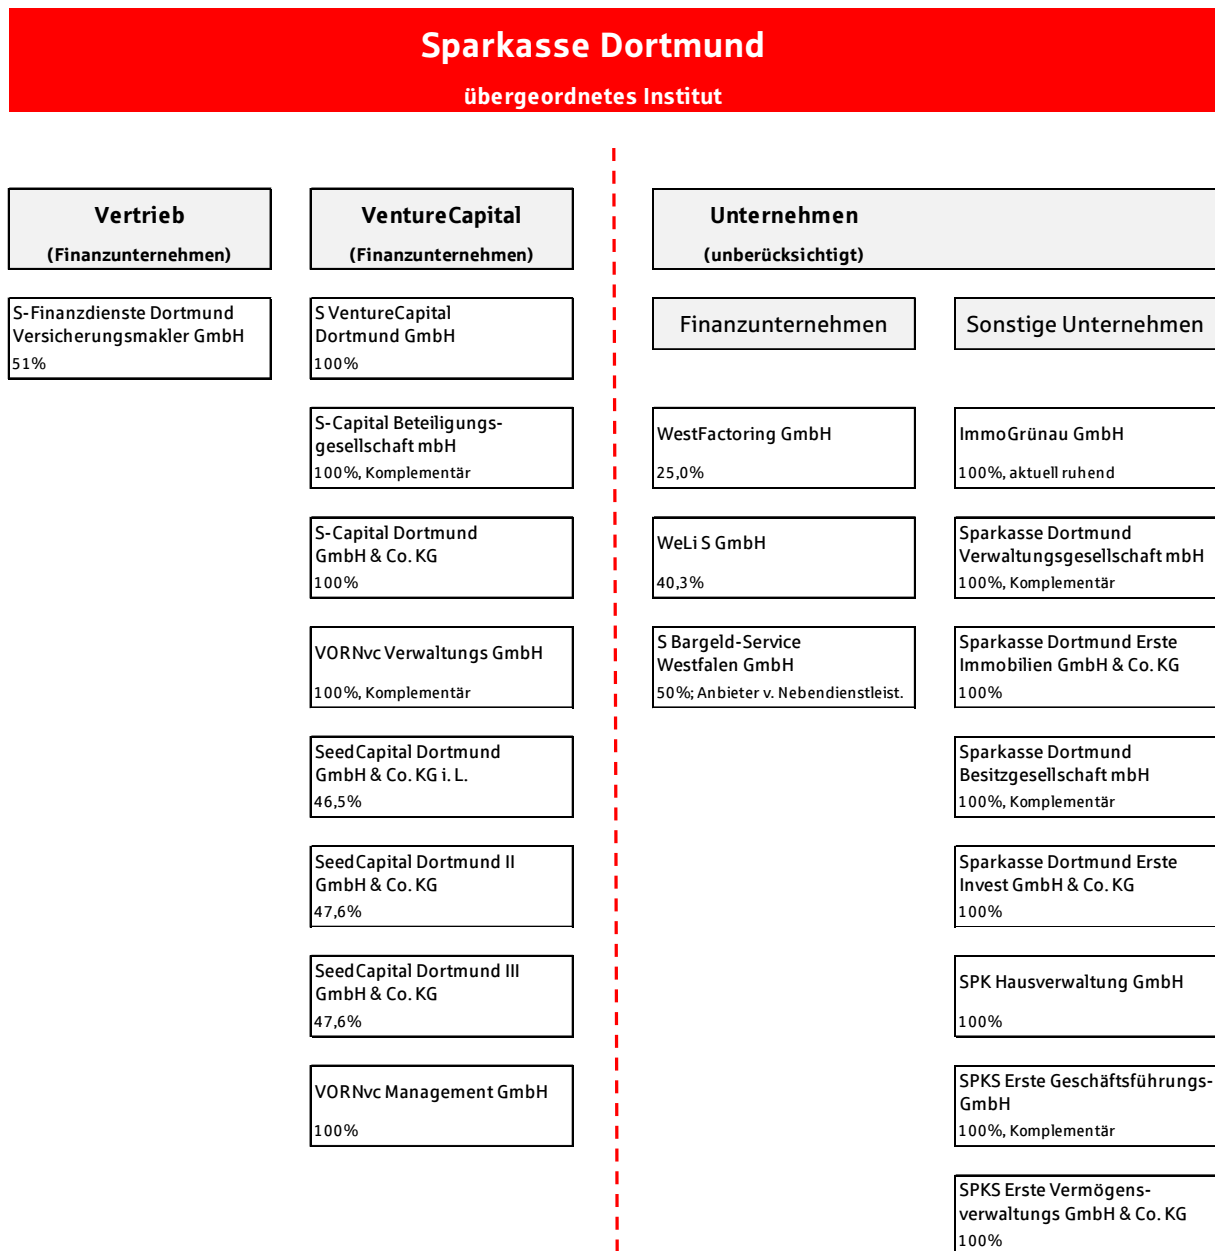 Sparkasse Dortmund
übergeordnetes Institut
Vertrieb
(Finanzunternehmen)
S-Finanzdienste Dortmund
Versicherungsmakler GmbH
51%
VentureCapital
(Finanzunternehmen)
S VentureCapital
Dortmund GmbH
100%
S-Capital Beteiligungs-
gesellschaft mbH
100%, Komplementär
S-Capital Dortmund
GmbH & Co. KG
100%
VORNvc Verwaltungs GmbH
100%, Komplementär
SeedCapital Dortmund
GmbH & Co. KG i. L.
46,5%
SeedCapital Dortmund II
GmbH & Co. KG
47,6%
SeedCapital Dortmund III
GmbH & Co. KG
47,6%
VORNvc Management GmbH
100%
Unternehmen
(unberücksichtigt)
Finanzunternehmen
WestFactoring GmbH
25,0%
WeLi S GmbH
40,3%
S Bargeld-Service
Westfalen GmbH
50%; Anbieter v. Nebendienstleist.
Sonstige Unternehmen
ImmoGrünau GmbH
100%, aktuell ruhend
Sparkasse Dortmund
Verwaltungsgesellschaft mbH
100%, Komplementär
Sparkasse Dortmund Erste
Immobilien GmbH & Co. KG
100%
Sparkasse Dortmund
Besitzgesellschaft mbH
100%, Komplementär
Sparkasse Dortmund Erste
Invest GmbH & Co. KG
100%
SPK Hausverwaltung GmbH
100%
SPKS Erste Geschäftsführungs-
GmbH
100%, Komplementär
SPKS Erste Vermögens-
verwaltungs GmbH & Co. KG
100%